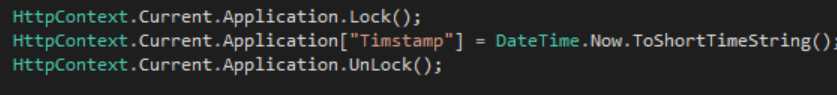 HttpContext.Current.Application.Lock();
HttpContext.Current.Application["Timstamp"] = DateTime.Now.ToShortTimeString();
HttpContext.Current.Application.UnLock();